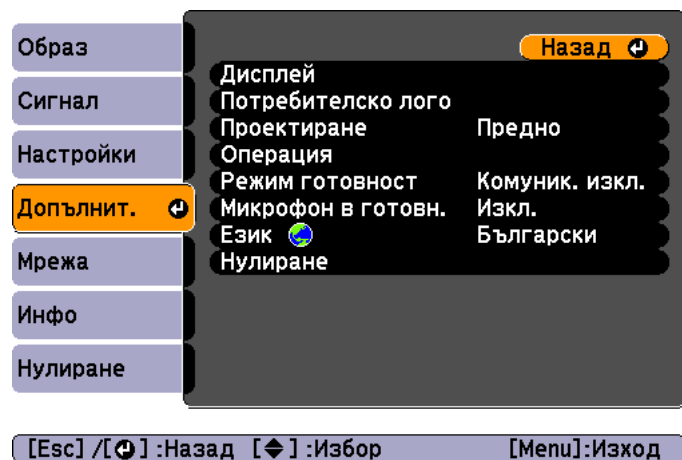 Образ
Сигнал
Настройки
Допълнит.
Мрежа
Инфо
Нулиране
Назад
Дисплей
Потребителско лого
Проектиране Предно
Операция
Режим готовност Комуник. изкл.
Микрофон в готовн. Изкл.
Език Български
Нулиране
[Esc] /[ ] :Назад [ ] :Избор [Menu]:Изход